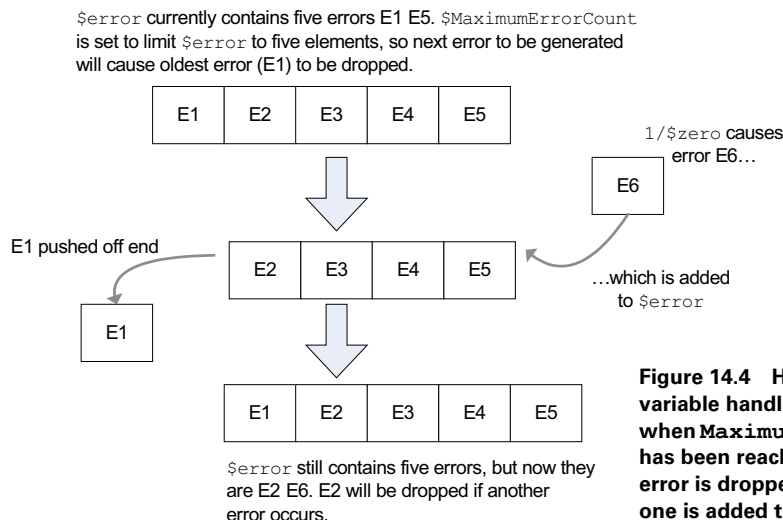 $error currently contains five errors E1 E5. $MaximumErrorCount
is set to limit $error to five elements, so next error to be generated
will cause oldest error (E1) to be dropped.
E1 E2 E3 E4 E5
1/$zero causes
error E6…
E6
E1 pushed off end
E2 E3 E4 E5
…which is added
to $error
E1
E1 E2 E3 E4 E5
$error still contains five errors, but now they
are E2 E6. E2 will be dropped if another
error occurs.
Figure 14.4
variable
when
has been
error is
one is added